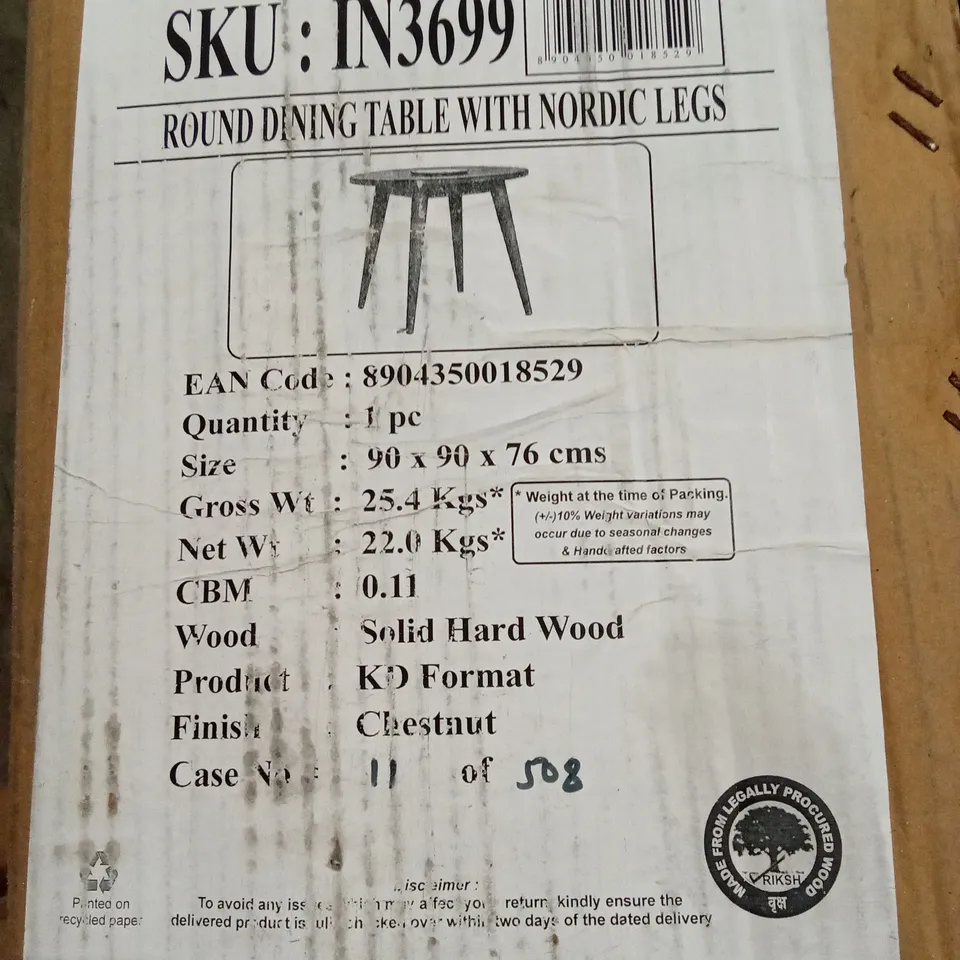 SKU : IN3699
ROUND DINING TABLE WITH NORDIC LEGS
EAN Code : 8904350018529
Quantity : 1 pc
Size : 90 x 90 x 76 cms
Gross Wt : 25.4 Kgs*
Net Wt : 22.0 Kgs*
* Weight at the time of Packing.
(+/-)10% Weight variations may
occur due to seasonal changes
& Handcrafted factors
CBM : 0.11
Wood : Solid Hard Wood
Product : KD Format
Finish : Chestnut
Case No : 11 of 508
MADE FROM LEGALLY PROCURED WOOD
VRIKSH
वृक्ष
Printed on
recycled paper
Disclaimer :
To avoid any issues which may affect your return, kindly ensure the
delivered product is fully checked over within two days of the dated delivery